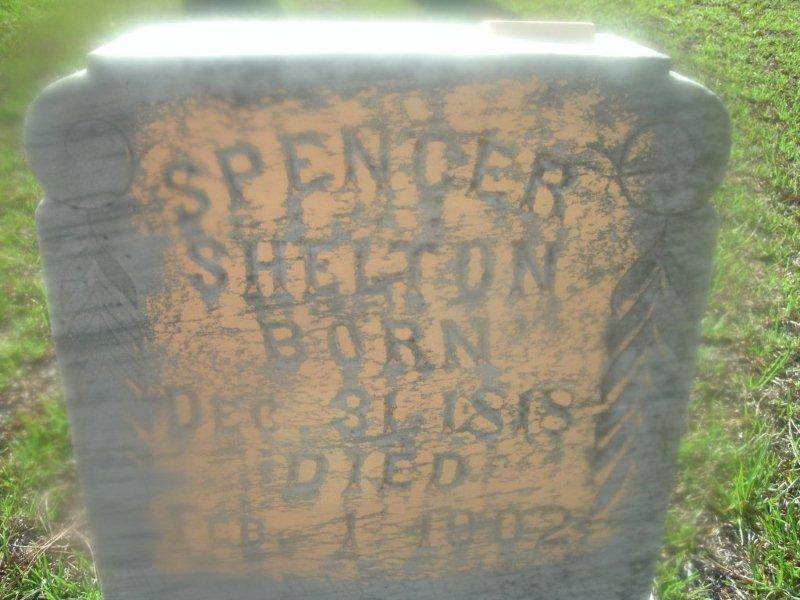 SPENCER
SHELTON
BORN
DEC. 31, 1818
DIED
FEB. 1, 1902